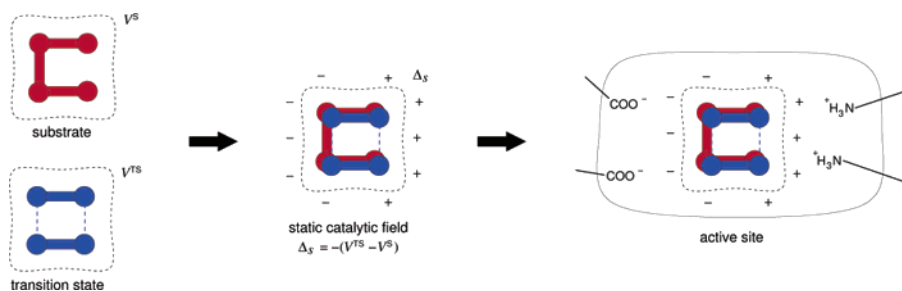 V^S
substrate
V^TS
transition state
− + Δ_s
− +
− +
− +
− +
static catalytic field
Δ_s = −(V^TS − V^S)
COO⁻
COO⁻
− +
− +
− +
− +
− +
⁺H₃N
⁺H₃N
active site